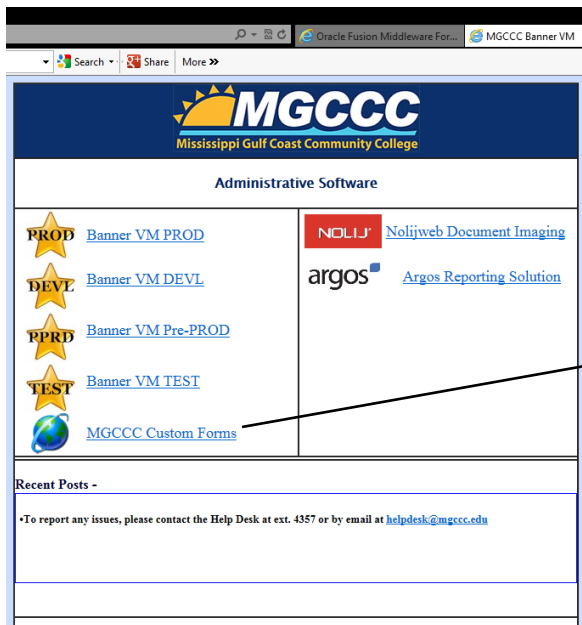 Oracle Fusion Middleware For...
MGCCC Banner VM
Search
Share
More »
MGCCC
Mississippi Gulf Coast Community College
Administrative Software
PROD
Banner VM PROD
NOLIJ
Nolijweb Document Imaging
DEVL
Banner VM DEVL
argos
Argos Reporting Solution
PPRD
Banner VM Pre-PROD
TEST
Banner VM TEST
MGCCC Custom Forms
Recent Posts -
•To report any issues, please contact the Help Desk at ext. 4357 or by email at helpdesk@mgccc.edu